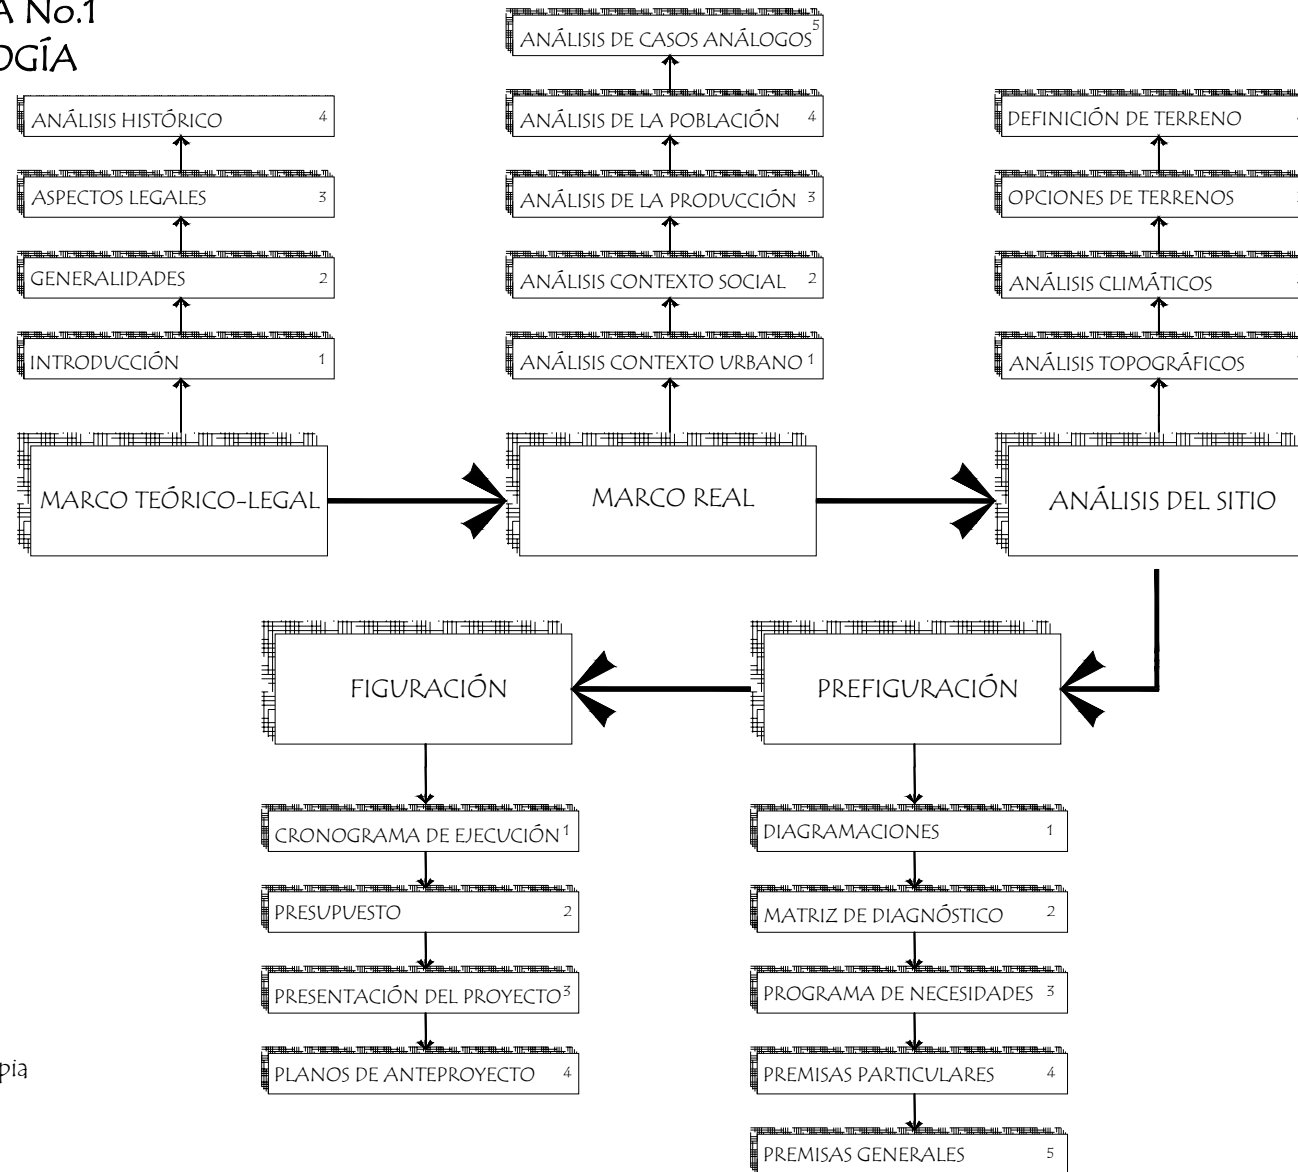 A No.1
OGÍA
ANÁLISIS DE CASOS ANÁLOGOS 5
ANÁLISIS HISTÓRICO 4
ASPECTOS LEGALES 3
GENERALIDADES 2
INTRODUCCIÓN 1
MARCO TEÓRICO-LEGAL
ANÁLISIS DE LA POBLACIÓN 4
ANÁLISIS DE LA PRODUCCIÓN 3
ANÁLISIS CONTEXTO SOCIAL 2
ANÁLISIS CONTEXTO URBANO 1
MARCO REAL
DEFINICIÓN DE TERRENO
OPCIONES DE TERRENOS
ANÁLISIS CLIMÁTICOS
ANÁLISIS TOPOGRÁFICOS
ANÁLISIS DEL SITIO
FIGURACIÓN
CRONOGRAMA DE EJECUCIÓN 1
PRESUPUESTO 2
PRESENTACIÓN DEL PROYECTO 3
PLANOS DE ANTEPROYECTO 4
PREFIGURACIÓN
DIAGRAMACIONES 1
MATRIZ DE DIAGNÓSTICO 2
PROGRAMA DE NECESIDADES 3
PREMISAS PARTICULARES 4
PREMISAS GENERALES 5
pia